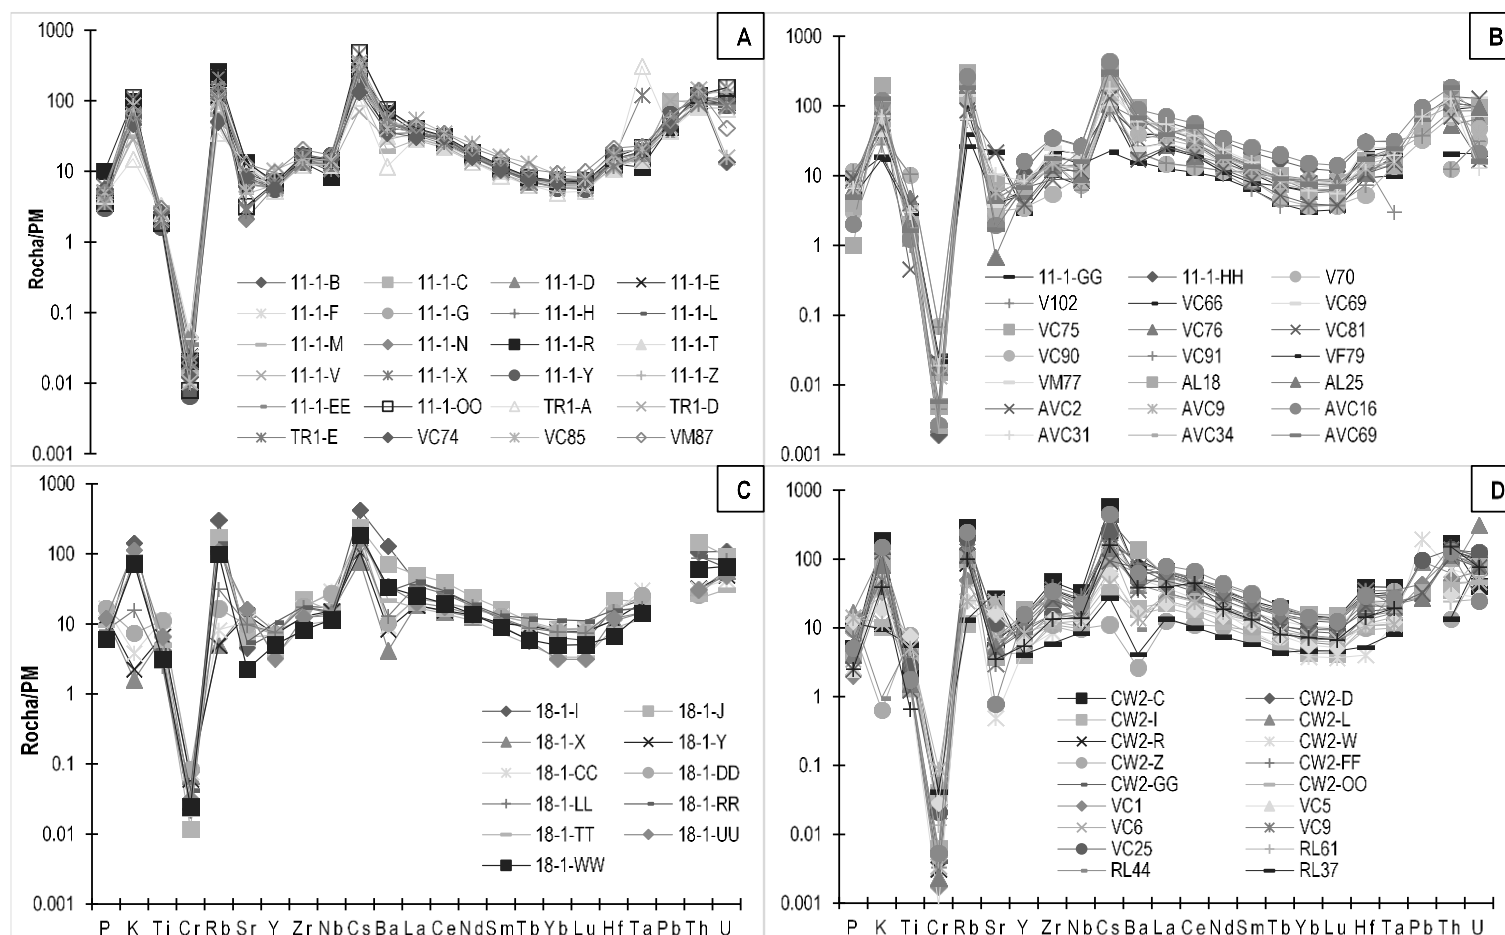 A
1000
100
10
1
0.1
0.01
0.001
Rocha/PM
11-1-B 11-1-C 11-1-D 11-1-E
11-1-F 11-1-G 11-1-H 11-1-L
11-1-M 11-1-N 11-1-R 11-1-T
11-1-V 11-1-X 11-1-Y 11-1-Z
11-1-EE 11-1-OO TR1-A TR1-D
TR1-E VC74 VC85 VM87
B
1000
100
10
1
0.1
0.01
0.001
11-1-GG 11-1-HH V70
V102 VC66 VC69
VC75 VC76 VC81
VC90 VC91 VF79
VM77 AL18 AL25
AVC2 AVC9 AVC16
AVC31 AVC34 AVC69
C
1000
100
10
1
0.1
0.01
0.001
Rocha/PM
18-1-I 18-1-J
18-1-X 18-1-Y
18-1-CC 18-1-DD
18-1-LL 18-1-RR
18-1-TT 18-1-UU
18-1-WW
P K Ti Cr Rb Sr Y Zr Nb Cs Ba La Ce Nd Sm Tb Yb Lu Hf Ta Pb Th U
D
1000
100
10
1
0.1
0.01
0.001
CW2-C CW2-D
CW2-I CW2-L
CW2-R CW2-W
CW2-Z CW2-FF
CW2-GG CW2-OO
VC1 VC5
VC6 VC9
VC25 RL61
RL44 RL37
P K Ti Cr Rb Sr Y Zr Nb Cs Ba La Ce Nd Sm Tb Yb Lu Hf Ta Pb Th U